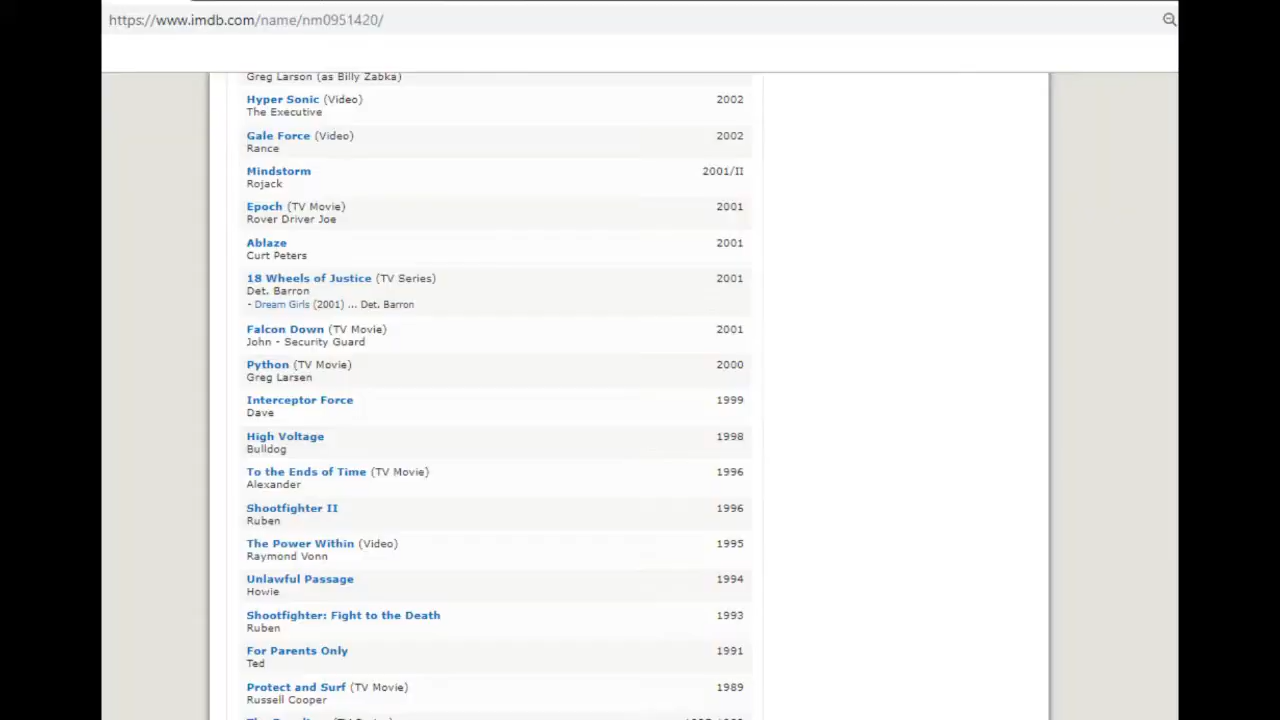 https://www.imdb.com/name/nm0951420/
Greg Larson (as Billy Zabka)
Hyper Sonic (Video) 2002
The Executive
Gale Force (Video) 2002
Rance
Mindstorm 2001/II
Rojack
Epoch (TV Movie) 2001
Rover Driver Joe
Ablaze 2001
Curt Peters
18 Wheels of Justice (TV Series) 2001
Det. Barron
- Dream Girls (2001) ... Det. Barron
Falcon Down (TV Movie) 2001
John - Security Guard
Python (TV Movie) 2000
Greg Larsen
Interceptor Force 1999
Dave
High Voltage 1998
Bulldog
To the Ends of Time (TV Movie) 1996
Alexander
Shootfighter II 1996
Ruben
The Power Within (Video) 1995
Raymond Vonn
Unlawful Passage 1994
Howie
Shootfighter: Fight to the Death 1993
Ruben
For Parents Only 1991
Ted
Protect and Surf (TV Movie) 1989
Russell Cooper